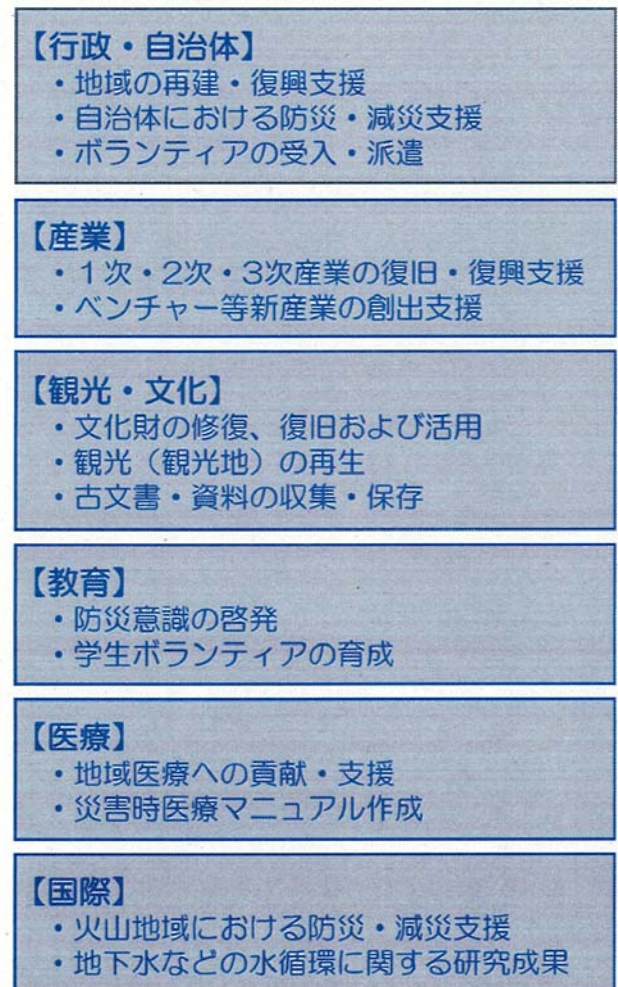 【行政・自治体】
・地域の再建・復興支援
・自治体における防災・減災支援
・ボランティアの受入・派遣
【産業】
・1次・2次・3次産業の復旧・復興支援
・ベンチャー等新産業の創出支援
【観光・文化】
・文化財の修復、復旧および活用
・観光（観光地）の再生
・古文書・資料の収集・保存
【教育】
・防災意識の啓発
・学生ボランティアの育成
【医療】
・地域医療への貢献・支援
・災害時医療マニュアル作成
【国際】
・火山地域における防災・減災支援
・地下水などの水循環に関する研究成果